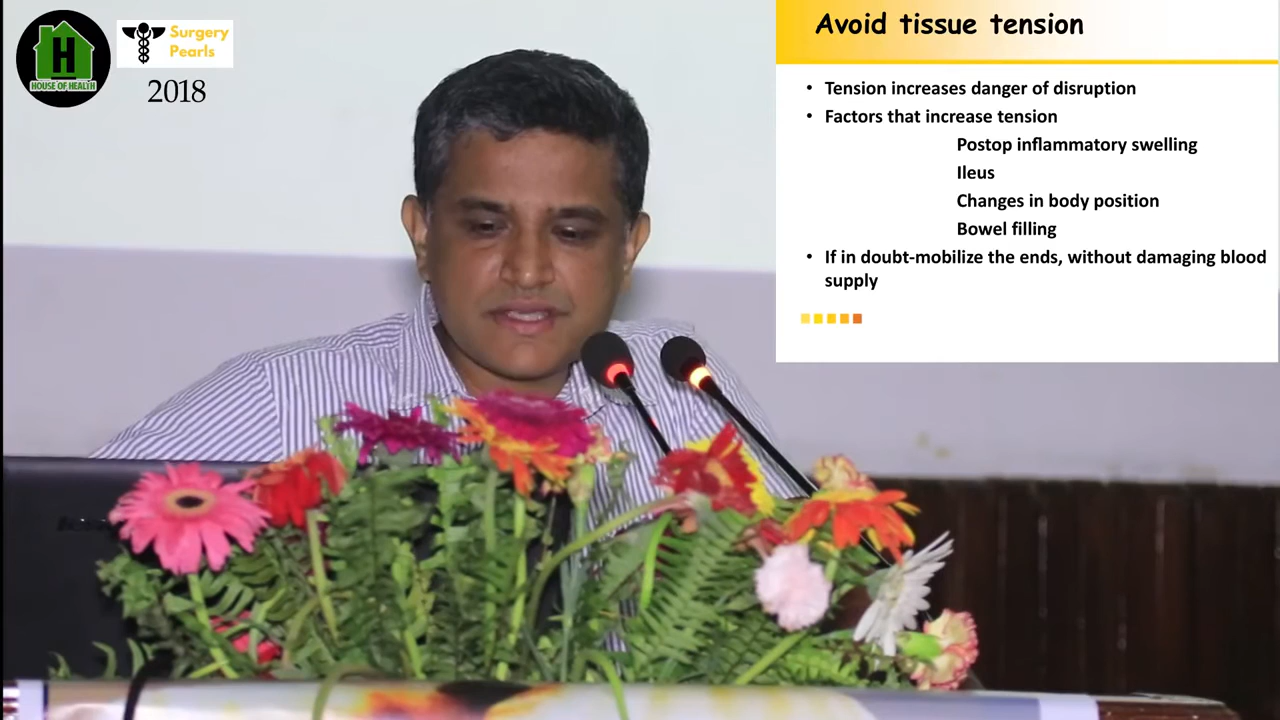 H
HOUSE OF HEALTH
Surgery
Pearls
2018
Avoid tissue tension
• Tension increases danger of disruption
• Factors that increase tension
Postop inflammatory swelling
Ileus
Changes in body position
Bowel filling
• If in doubt-mobilize the ends, without damaging blood
supply